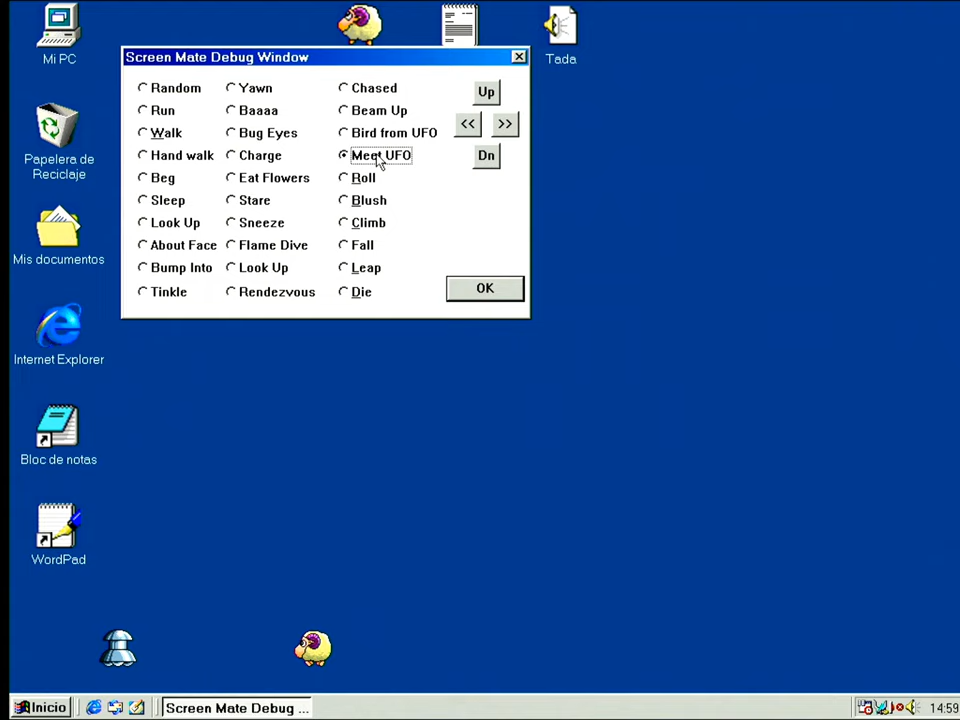 Mi PC
Papelera de
Reciclaje
Mis documentos
Internet Explorer
Bloc de notas
WordPad
Tada
Screen Mate Debug Window
Random
Run
Walk
Hand walk
Beg
Sleep
Look Up
About Face
Bump Into
Tinkle
Yawn
Baaaa
Bug Eyes
Charge
Eat Flowers
Stare
Sneeze
Flame Dive
Look Up
Rendezvous
Chased
Beam Up
Bird from UFO
Meet UFO
Roll
Blush
Climb
Fall
Leap
Die
Up
<< >>
Dn
OK
Inicio
Screen Mate Debug ...
14:59